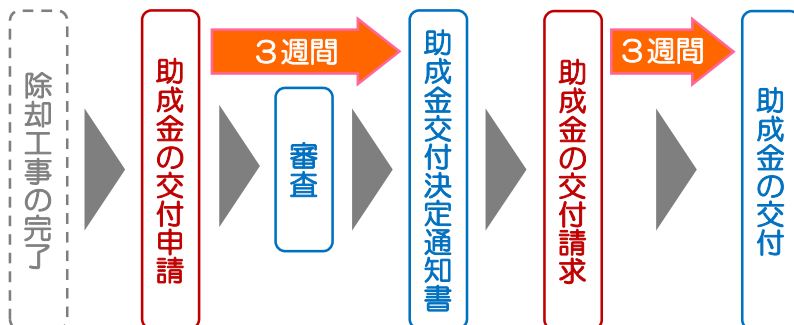 除却工事の完了
助成金の交付申請
３週間
審査
助成金交付決定通知書
助成金の交付請求
３週間
助成金の交付